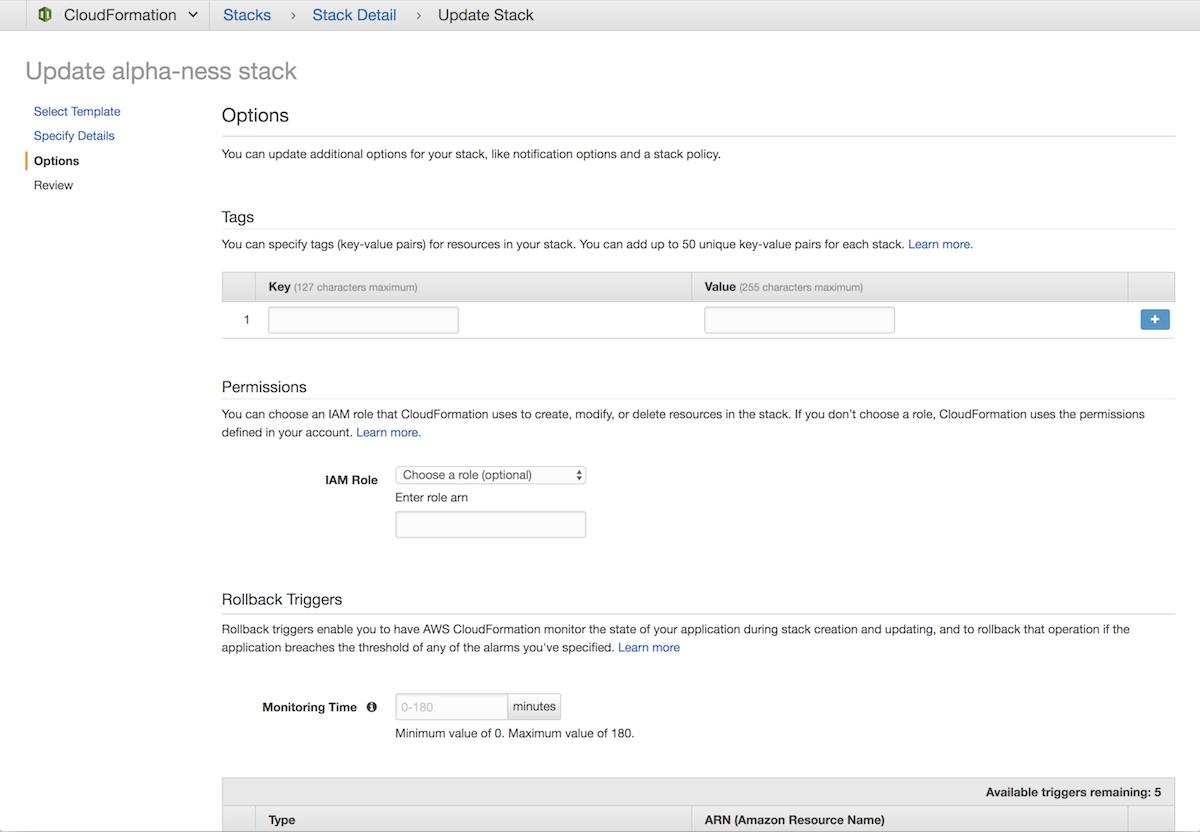 CloudFormation Stacks › Stack Detail › Update Stack
Update alpha-ness stack
Select Template
Specify Details
Options
Review
Options
You can update additional options for your stack, like notification options and a stack policy.
Tags
You can specify tags (key-value pairs) for resources in your stack. You can add up to 50 unique key-value pairs for each stack. Learn more.
Key (127 characters maximum) Value (255 characters maximum)
1 +
Permissions
You can choose an IAM role that CloudFormation uses to create, modify, or delete resources in the stack. If you don't choose a role, CloudFormation uses the permissions
defined in your account. Learn more.
IAM Role Choose a role (optional)
Enter role arn
Rollback Triggers
Rollback triggers enable you to have AWS CloudFormation monitor the state of your application during stack creation and updating, and to rollback that operation if the
application breaches the threshold of any of the alarms you've specified. Learn more
Monitoring Time 0-180 minutes
Minimum value of 0. Maximum value of 180.
Available triggers remaining: 5
Type ARN (Amazon Resource Name)